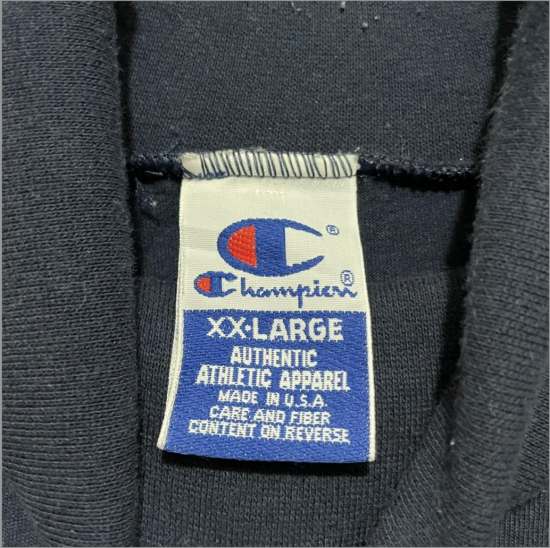 ®
Champion®
XX-LARGE
AUTHENTIC
ATHLETIC APPAREL
MADE IN U.S.A.
CARE AND FIBER
CONTENT ON REVERSE